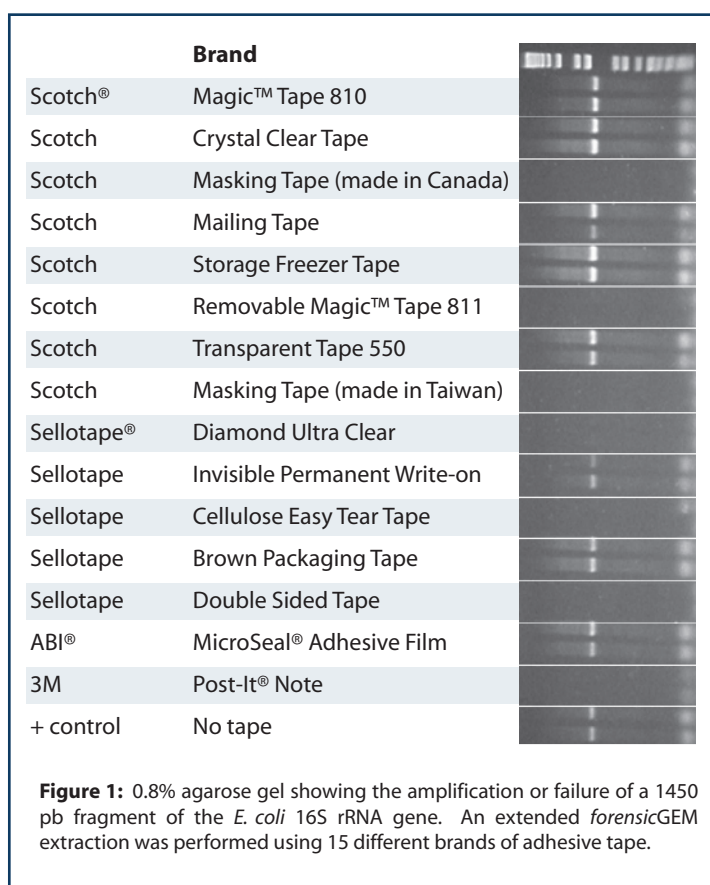 Brand
Scotch® Magic™ Tape 810
Scotch Crystal Clear Tape
Scotch Masking Tape (made in Canada)
Scotch Mailing Tape
Scotch Storage Freezer Tape
Scotch Removable Magic™ Tape 811
Scotch Transparent Tape 550
Scotch Masking Tape (made in Taiwan)
Sellotape® Diamond Ultra Clear
Sellotape Invisible Permanent Write-on
Sellotape Cellulose Easy Tear Tape
Sellotape Brown Packaging Tape
Sellotape Double Sided Tape
ABI® MicroSeal® Adhesive Film
3M Post-It® Note
+ control No tape
Figure 1: 0.8% agarose gel showing the amplification or failure of a 1450
pb fragment of the E. coli 16S rRNA gene. An extended forensicGEM
extraction was performed using 15 different brands of adhesive tape.